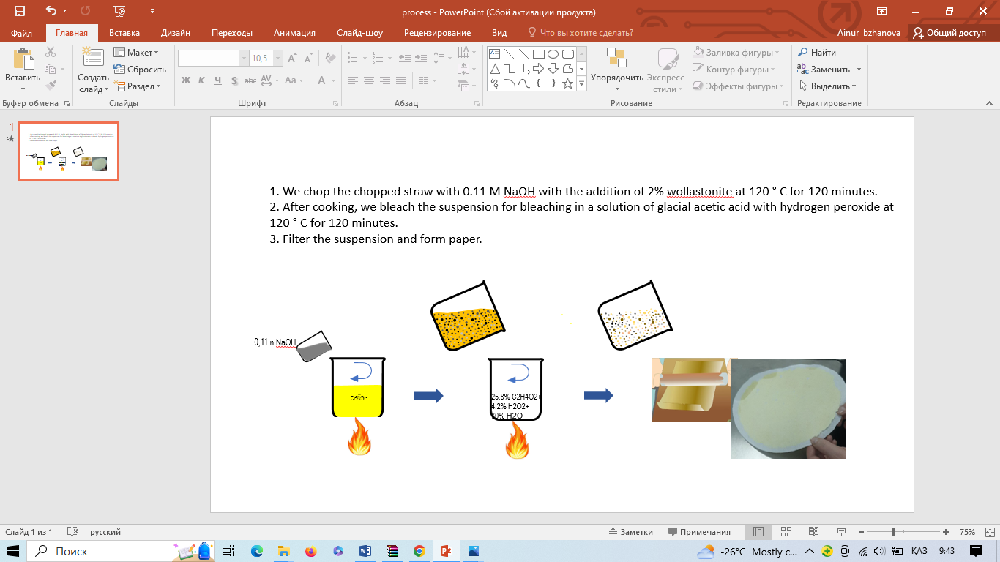 process - PowerPoint (Сбой активации продукта)
Файл Главная Вставка Дизайн Переходы Анимация Слайд-шоу Рецензирование Вид Что вы хотите сделать? Ainur Ibzhanova Общий доступ
Вставить
Буфер обмена
Создать слайд
Макет
Сбросить
Раздел
Слайды
10,5
Ж К Ч S abc AV Aa А
Шрифт
Абзац
Упорядочить
Экспресс-стили
Заливка фигуры
Контур фигуры
Эффекты фигуры
Рисование
Найти
Заменить
Выделить
Редактирование
1
1. We chop the chopped straw with 0.11 M NaOH with the addition of 2% wollastonite at 120 ° C for 120 minutes.
2. After cooking, we bleach the suspension for bleaching in a solution of glacial acetic acid with hydrogen peroxide at
120 ° C for 120 minutes.
3. Filter the suspension and form paper.
0,11 n NaOH
25.8% C2H4O2+
4.2% H2O2+
70% H2O
Слайд 1 из 1 русский Заметки Примечания 75%
Поиск
-26°C Mostly c... ҚАЗ 9:43